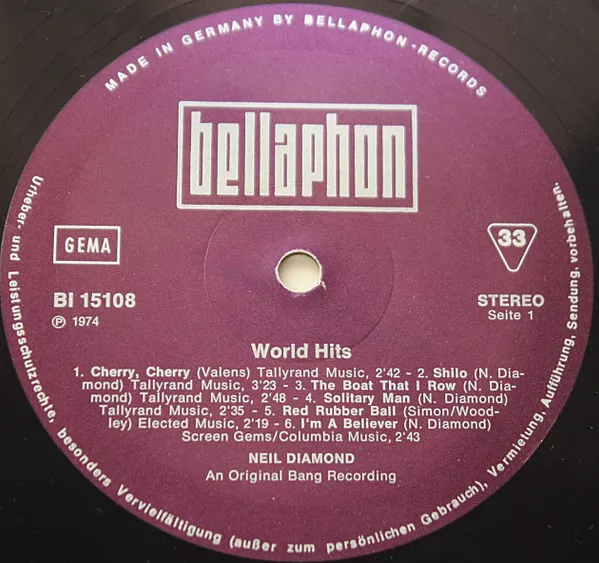 MADE IN GERMANY BY BELLAPHON-RECORDS
bellaphon
GEMA
33
BI 15108
STEREO
℗ 1974
Seite 1
World Hits
1. Cherry, Cherry (Valens) Tallyrand Music, 2'42 - 2. Shilo (N. Dia-
mond) Tallyrand Music, 3'23 - 3. The Boat That I Row (N. Dia-
mond) Tallyrand Music, 2'48 - 4. Solitary Man (N. Diamond)
Tallyrand Music, 2'35 - 5. Red Rubber Ball (Simon/Wood-
ley) Elected Music, 2'19 - 6. I'm A Believer (N. Diamond)
Screen Gems/Columbia Music, 2'43
NEIL DIAMOND
An Original Bang Recording
Urheber- und Leistungsschutzrechte, besonders Vervielfältigung (außer zum persönlichen Gebrauch), Vermietung, Aufführung, Sendung, vorbehalten.